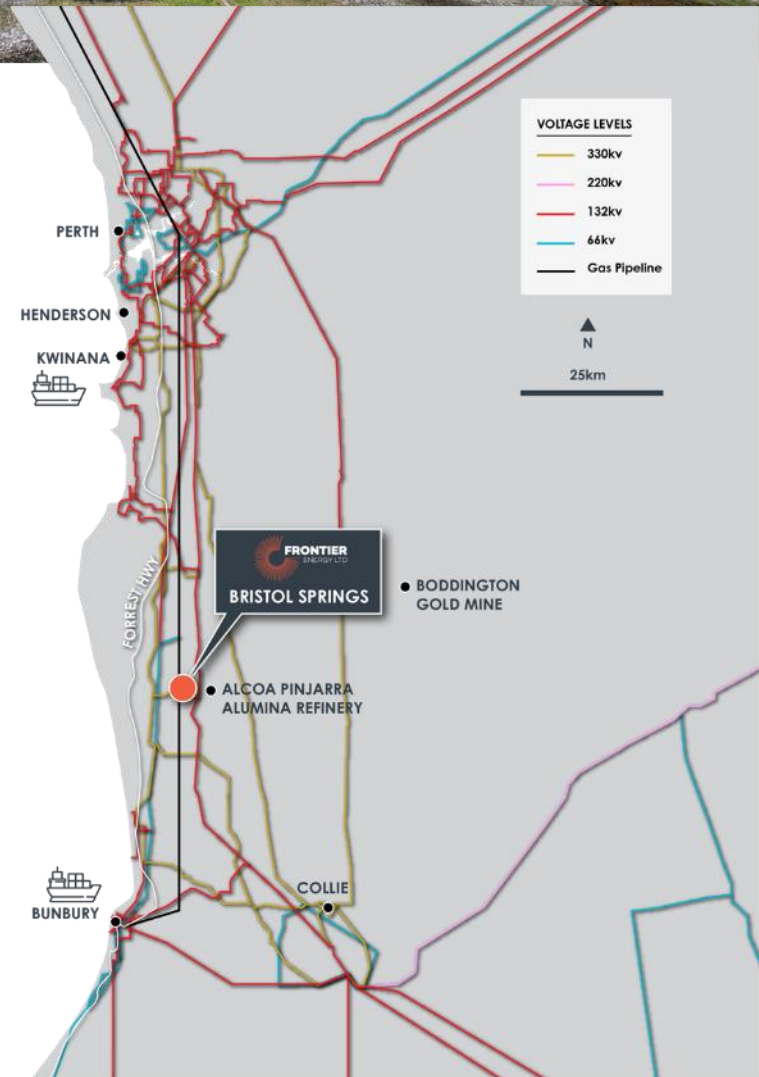 VOLTAGE LEVELS
330kv
220kv
132kv
66kv
Gas Pipeline
N
25km
PERTH
HENDERSON
KWINANA
FORREST HWY
FRONTIER
ENERGY LTD
BRISTOL SPRINGS
BODDINGTON
GOLD MINE
ALCOA PINJARRA
ALUMINA REFINERY
COLLIE
BUNBURY